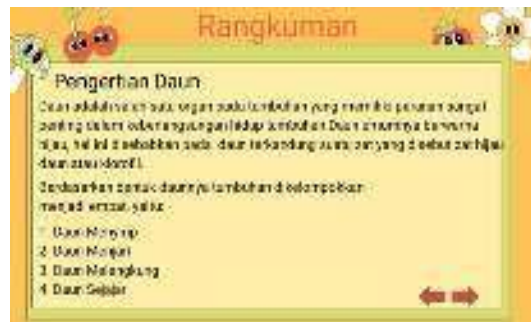 Rangkuman
Pengertian Daun
Daun adalah salah satu organ pada tumbuhan yang memiliki peranan sangat
penting dalam keberlangsungan hidup tumbuhan Daun umumnya berwarna
hijau, hal ini disebabkan pada daun terkandung suatu zat yang disebut zat hijau
daun atau klorofil.
Berdasarkan bentuk daunnya tumbuhan dikelompokkan
menjadi empat, yaitu:
1 Daun Menyirip
2 Daun Menjari
3 Daun Melengkung
4 Daun Sejajar